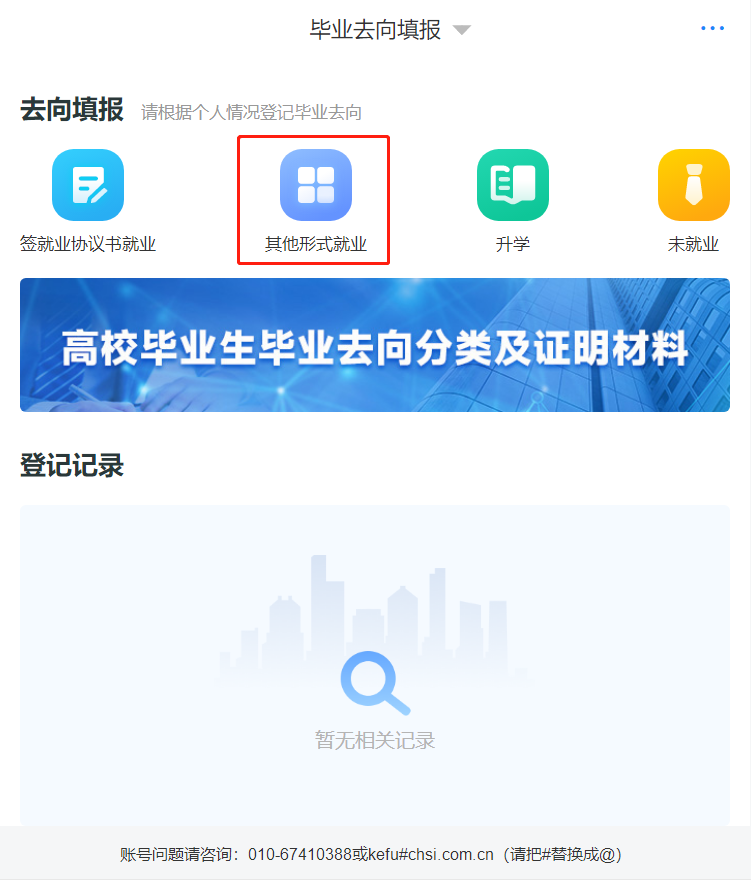 毕业去向填报
去向填报 请根据个人情况登记毕业去向
签就业协议书就业 其他形式就业 升学 未就业
高校毕业生毕业去向分类及证明材料
登记记录
暂无相关记录
账号问题请咨询：010-67410388或kefu#chsi.com.cn（请把#替换成@）